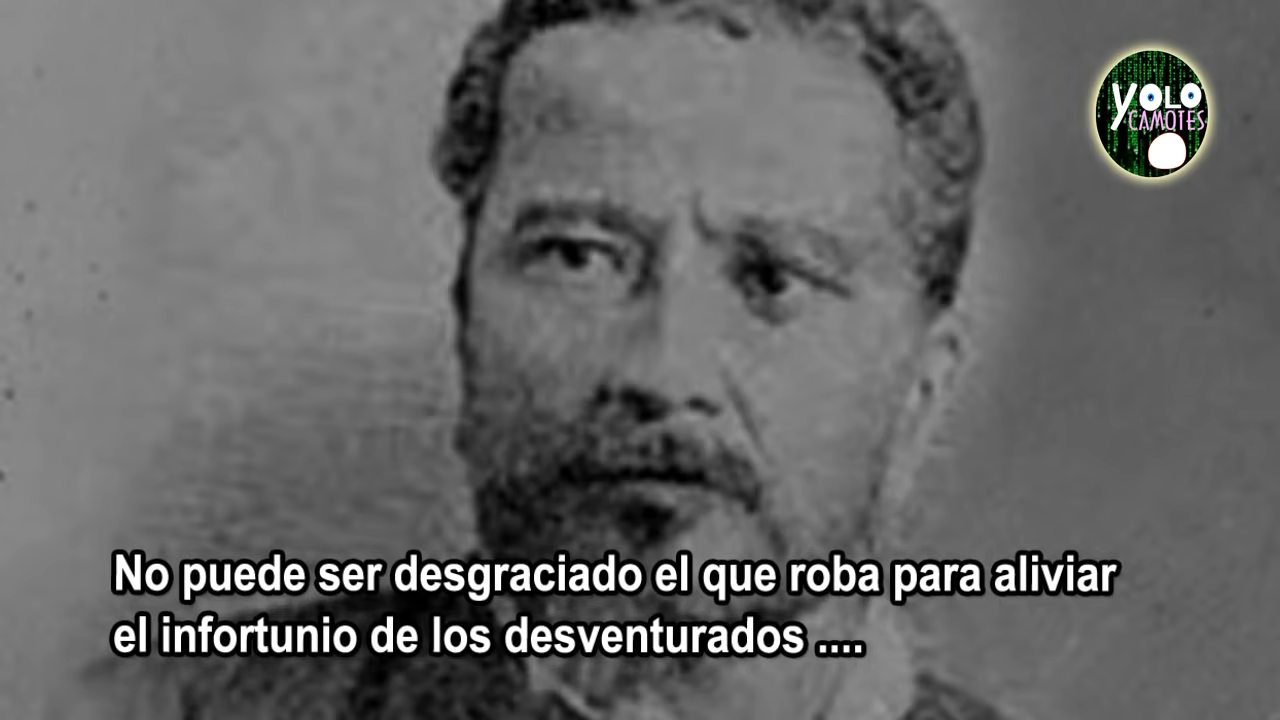 YOLO
CAMOTES
No puede ser desgraciado el que roba para aliviar
el infortunio de los desventurados ....